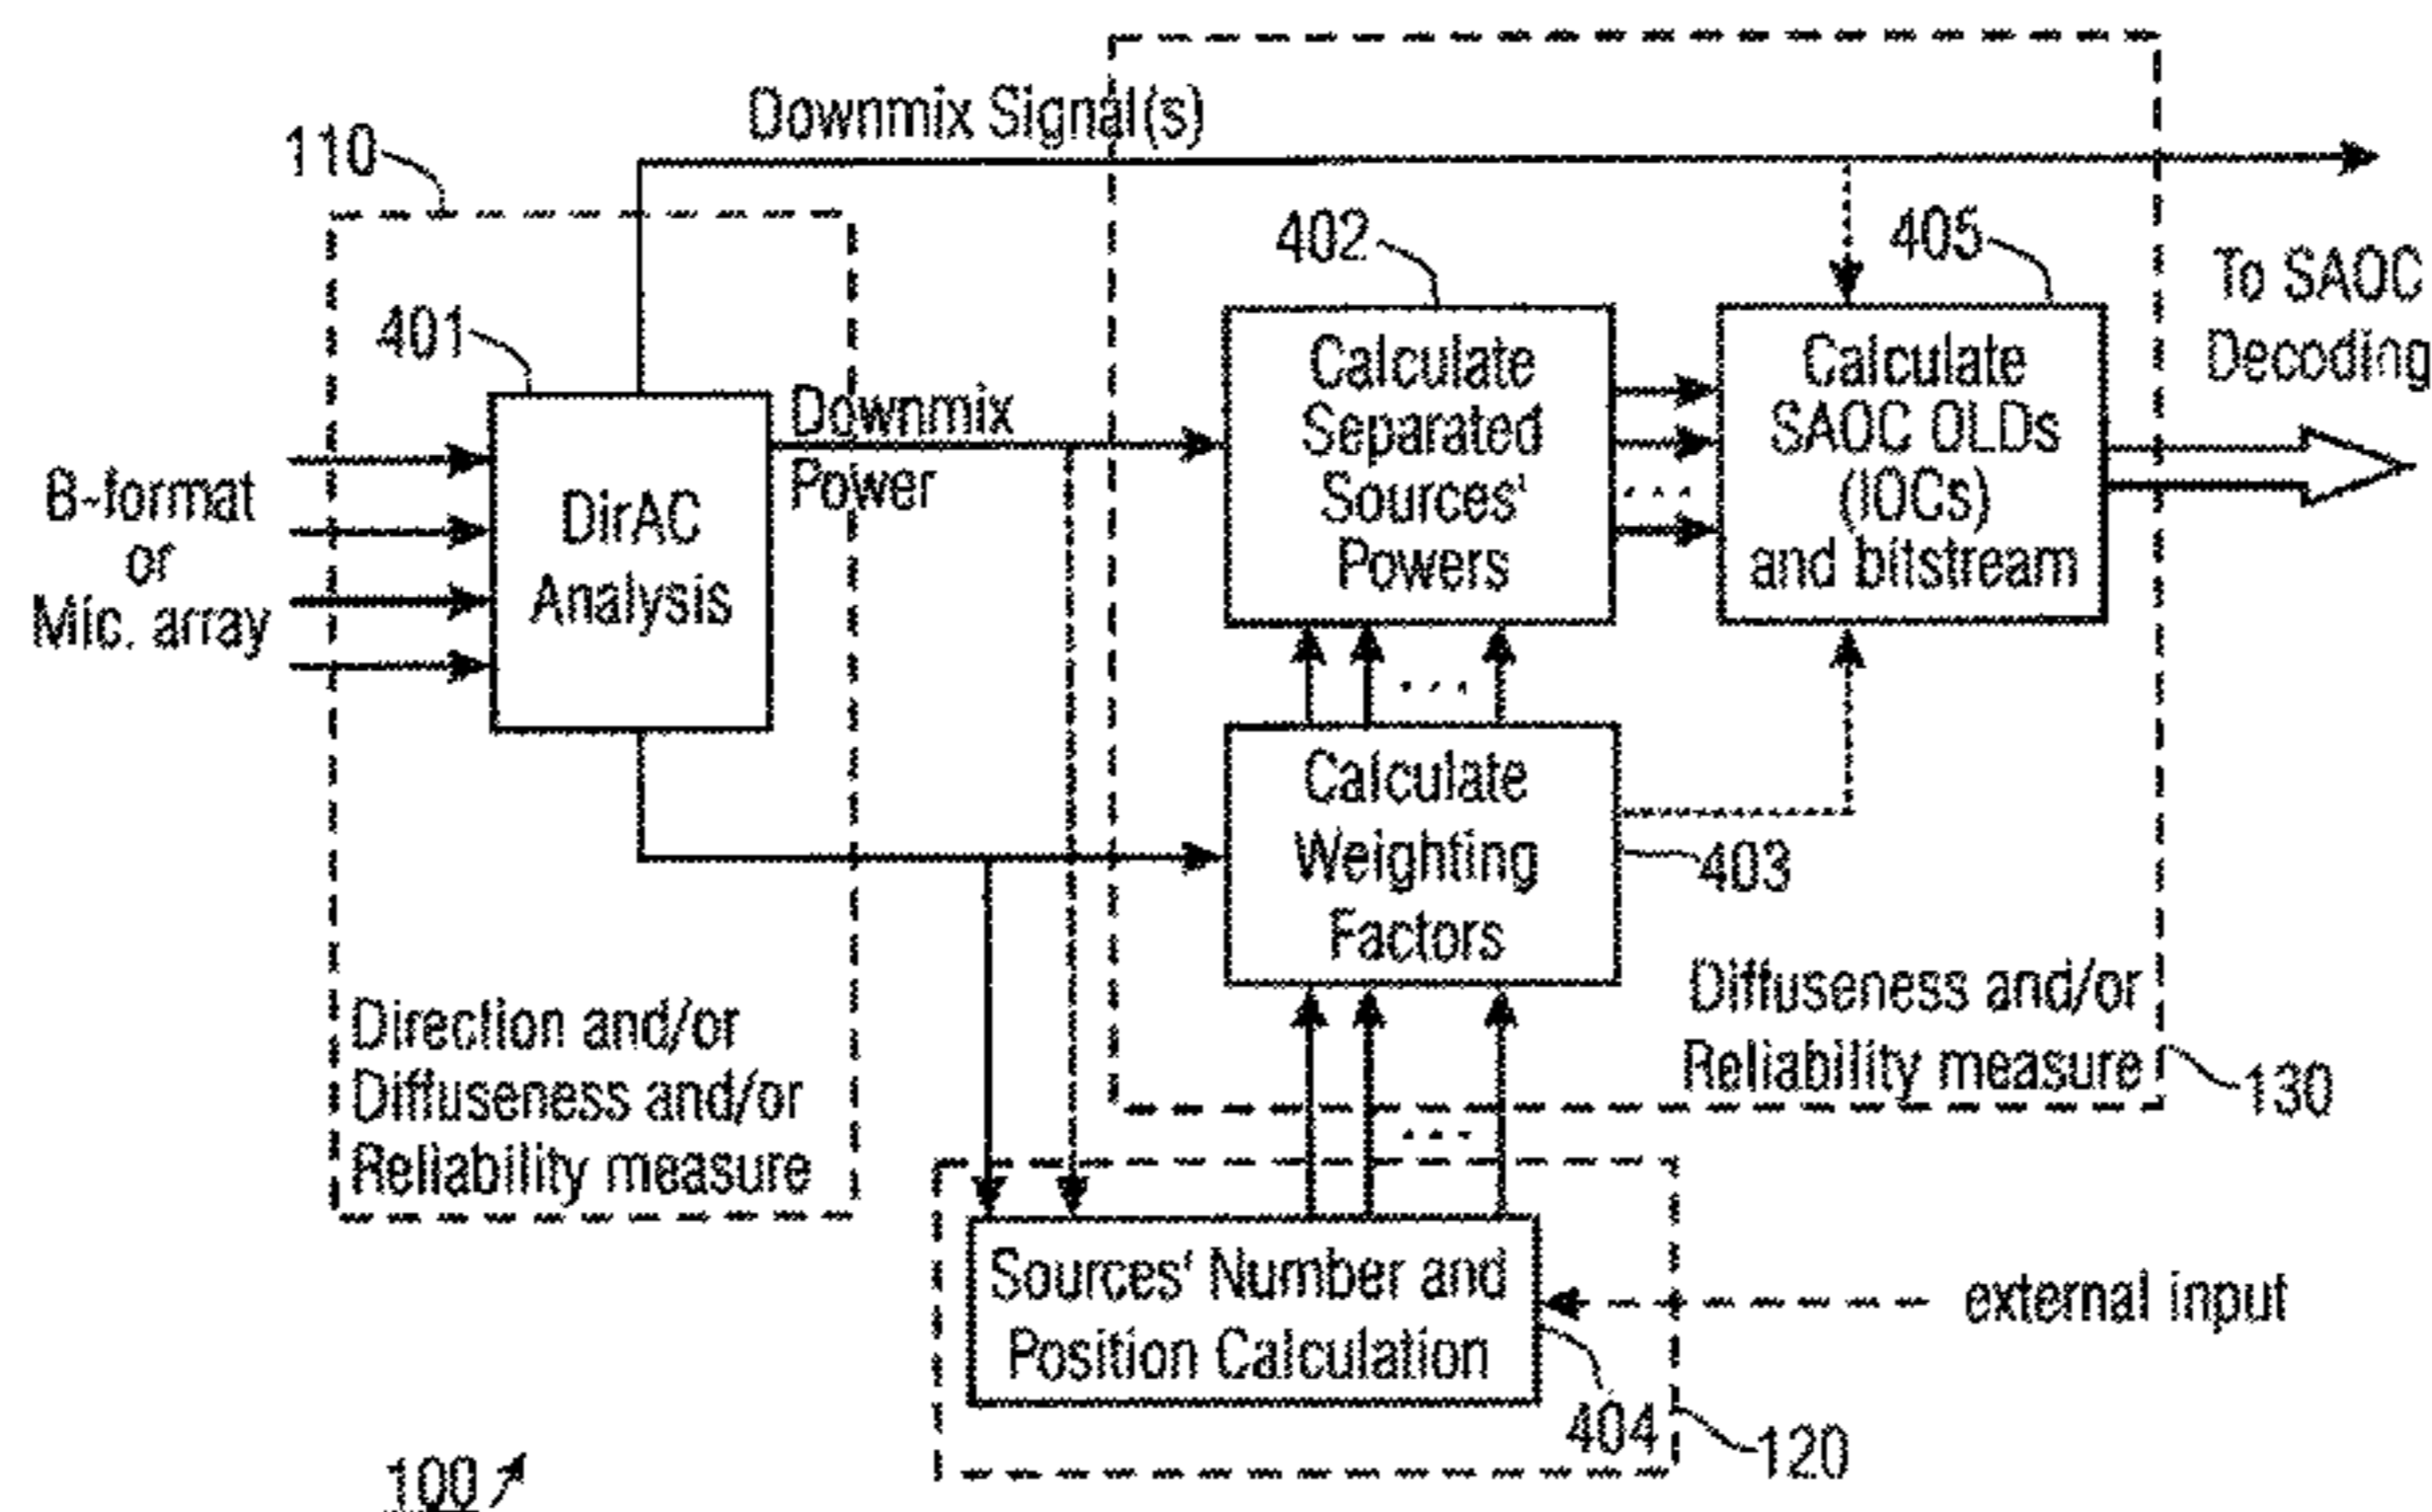 Downmix Signal(s)
110
402
405
401
To SAOC
Decoding
B-format
or
Mic. array
DirAC
Analysis
Downmix
Power
Calculate
Separated
Sources'
Powers
...
Calculate
SAOC OLDs
(IOCs)
and bitstream
...
Calculate
Weighting
Factors
403
Direction and/or
Diffuseness and/or
Reliability measure
Diffuseness and/or
Reliability measure
130
...
Sources' Number and
Position Calculation
external input
404
120
100